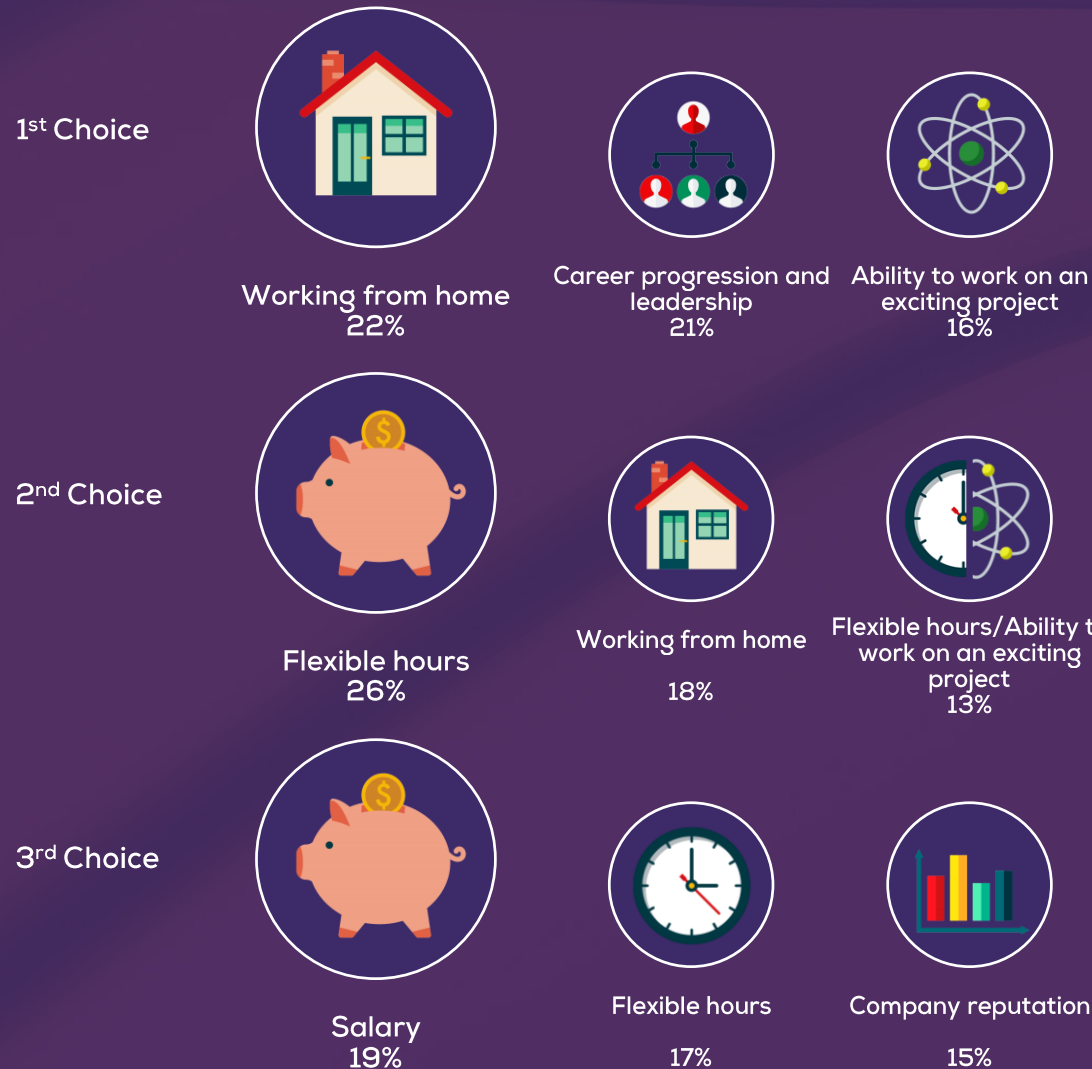 1st Choice
Working from home
22%
Career progression and
leadership
21%
Ability to work on an
exciting project
16%
2nd Choice
Flexible hours
26%
Working from home
18%
Flexible hours/Ability t
work on an exciting
project
13%
3rd Choice
Salary
19%
Flexible hours
17%
Company reputation
15%
$
$